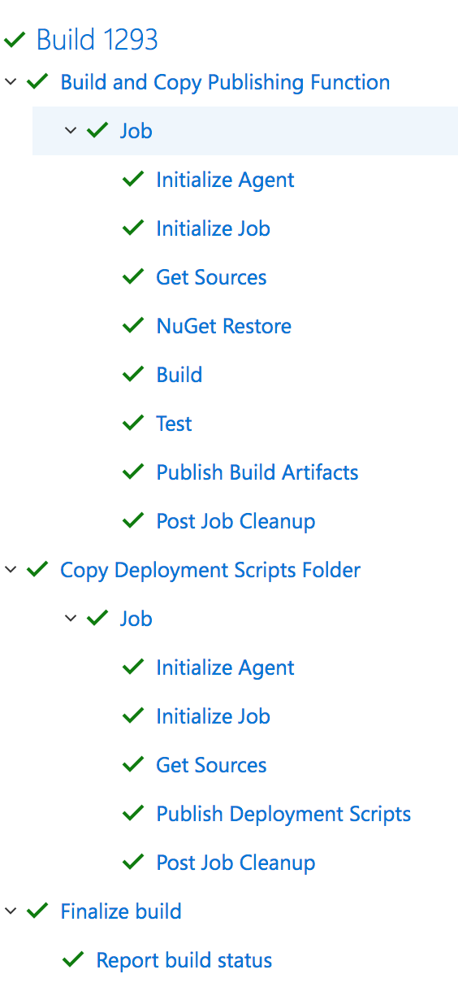 Build 1293
Build and Copy Publishing Function
Job
Initialize Agent
Initialize Job
Get Sources
NuGet Restore
Build
Test
Publish Build Artifacts
Post Job Cleanup
Copy Deployment Scripts Folder
Job
Initialize Agent
Initialize Job
Get Sources
Publish Deployment Scripts
Post Job Cleanup
Finalize build
Report build status